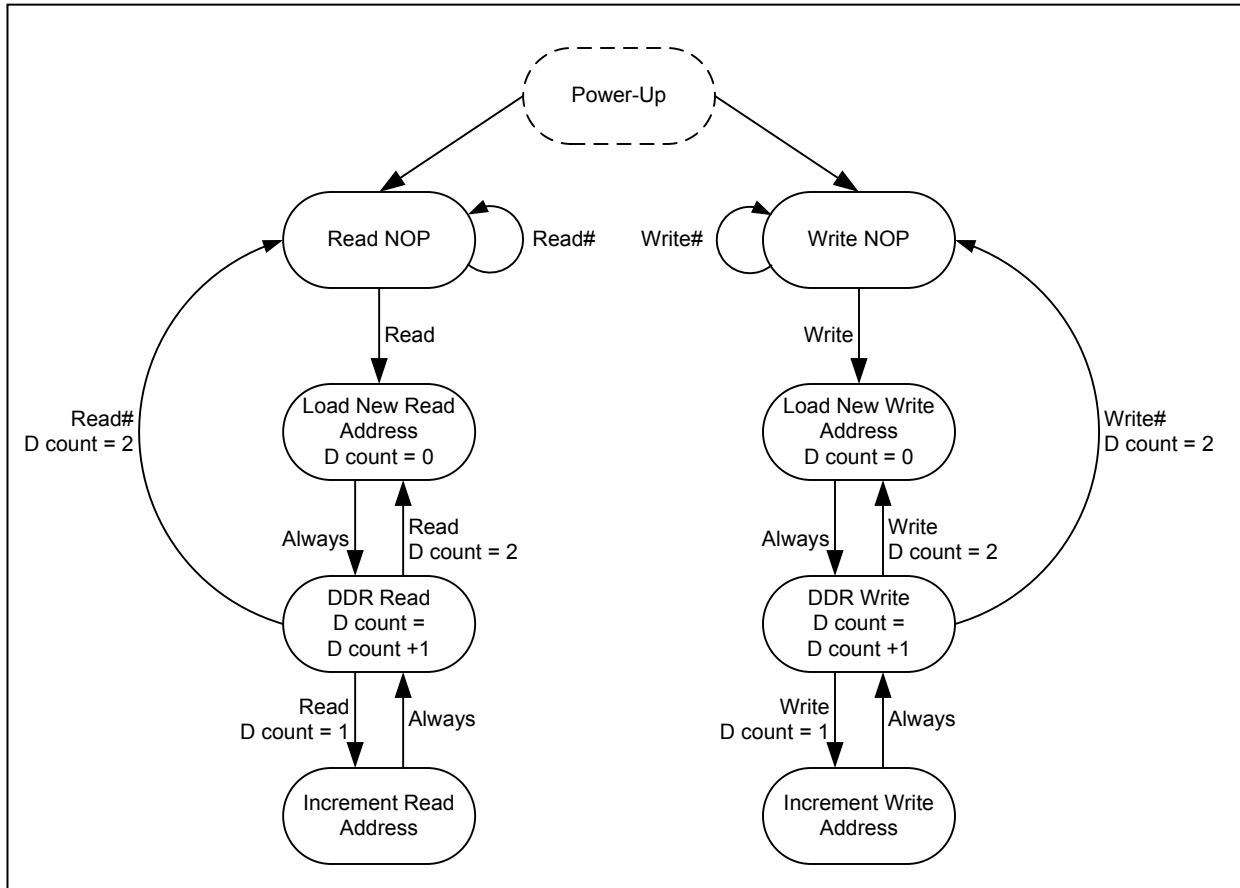 Power-Up
Read NOP
Read#
Write#
Write NOP
Read
Write
Load New Read
Address
D count = 0
Load New Write
Address
D count = 0
Read#
D count = 2
Write#
D count = 2
Always
Read
D count = 2
Always
Write
D count = 2
DDR Read
D count =
D count +1
DDR Write
D count =
D count +1
Read
D count = 1
Always
Write
D count = 1
Always
Increment Read
Address
Increment Write
Address